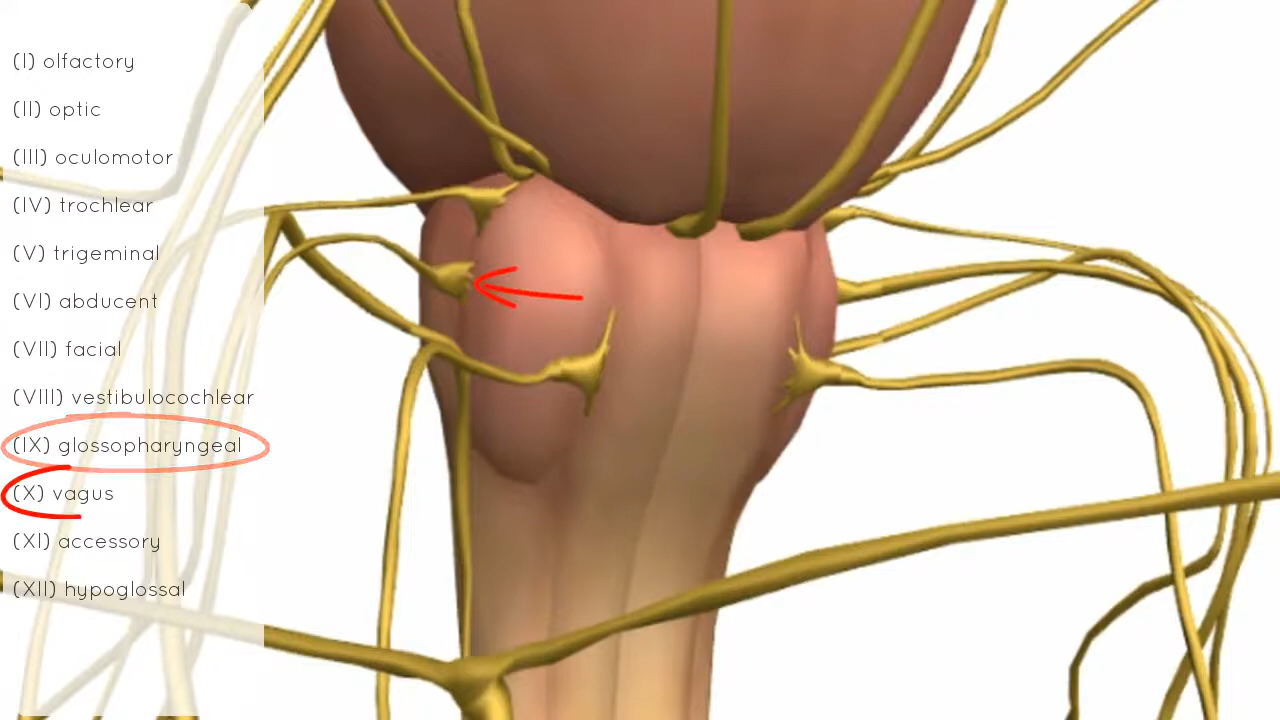 (I) olfactory
(II) optic
(III) oculomotor
(IV) trochlear
(V) trigeminal
(VI) abducent
(VII) facial
(VIII) vestibulocochlear
(IX) glossopharyngeal
(X) vagus
(XI) accessory
(XII) hypoglossal